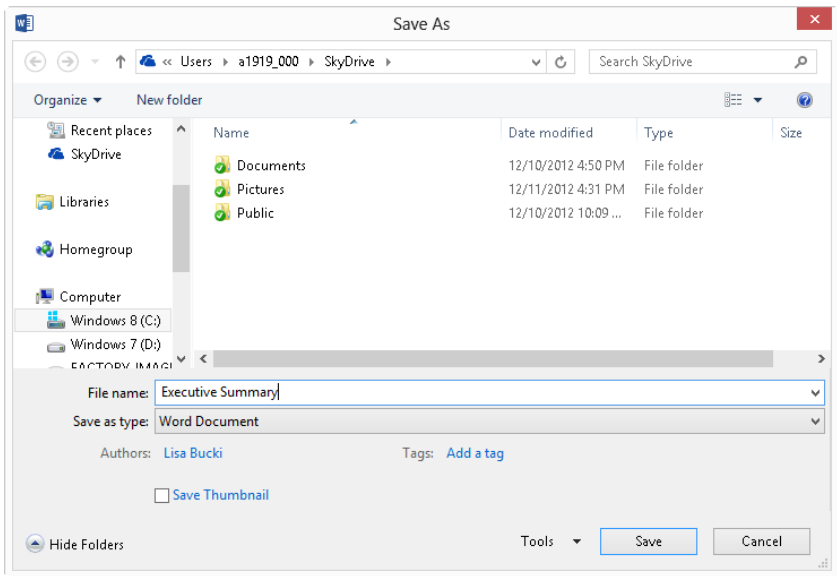 Save As
« Users ▸ a1919_000 ▸ SkyDrive ▸ Search SkyDrive
Organize New folder
Recent places
SkyDrive
Libraries
Homegroup
Computer
Windows 8 (C:)
Windows 7 (D:)
FACTORY_IMAGI
Name Date modified Type Size
Documents 12/10/2012 4:50 PM File folder
Pictures 12/11/2012 4:31 PM File folder
Public 12/10/2012 10:09 ... File folder
File name: Executive Summary
Save as type: Word Document
Authors: Lisa Bucki Tags: Add a tag
Save Thumbnail
Hide Folders Tools Save Cancel